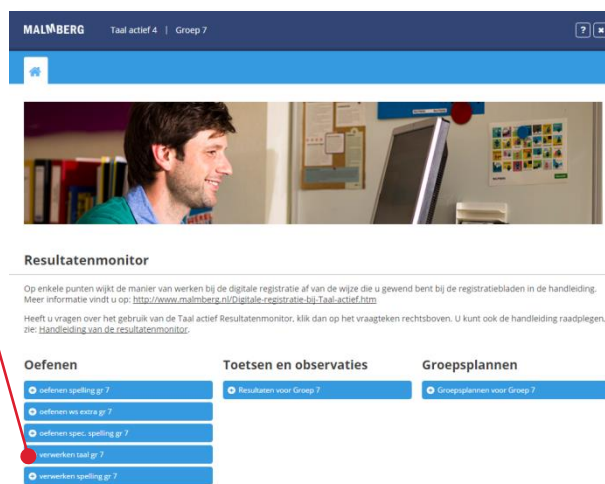 MALMBERG Taal actief 4 | Groep 7
?
Resultatenmonitor
Op enkele punten wijkt de manier van werken bij de digitale registratie af van de wijze die u gewend bent bij de registratiebladen in de handleiding.
Meer informatie vindt u op: http://www.malmberg.nl/Digitale-registratie-bij-Taal-actief.htm
Heeft u vragen over het gebruik van de Taal actief Resultatenmonitor, klik dan op het vraagteken rechtsboven. U kunt ook de handleiding raadplegen,
zie: Handleiding van de resultatenmonitor.
Oefenen
oefenen spelling gr 7
oefenen ws extra gr 7
oefenen spec. spelling gr 7
verwerken taal gr 7
verwerken spelling gr 7
Toetsen en observaties
Resultaten voor Groep 7
Groepsplannen
Groepsplannen voor Groep 7